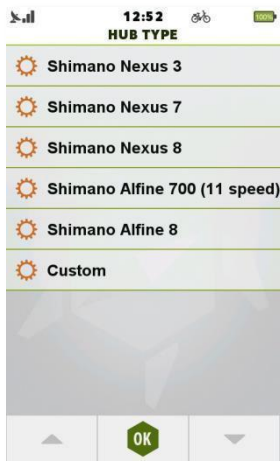 12:52
100%
HUB TYPE
Shimano Nexus 3
Shimano Nexus 7
Shimano Nexus 8
Shimano Alfine 700 (11 speed)
Shimano Alfine 8
Custom
OK